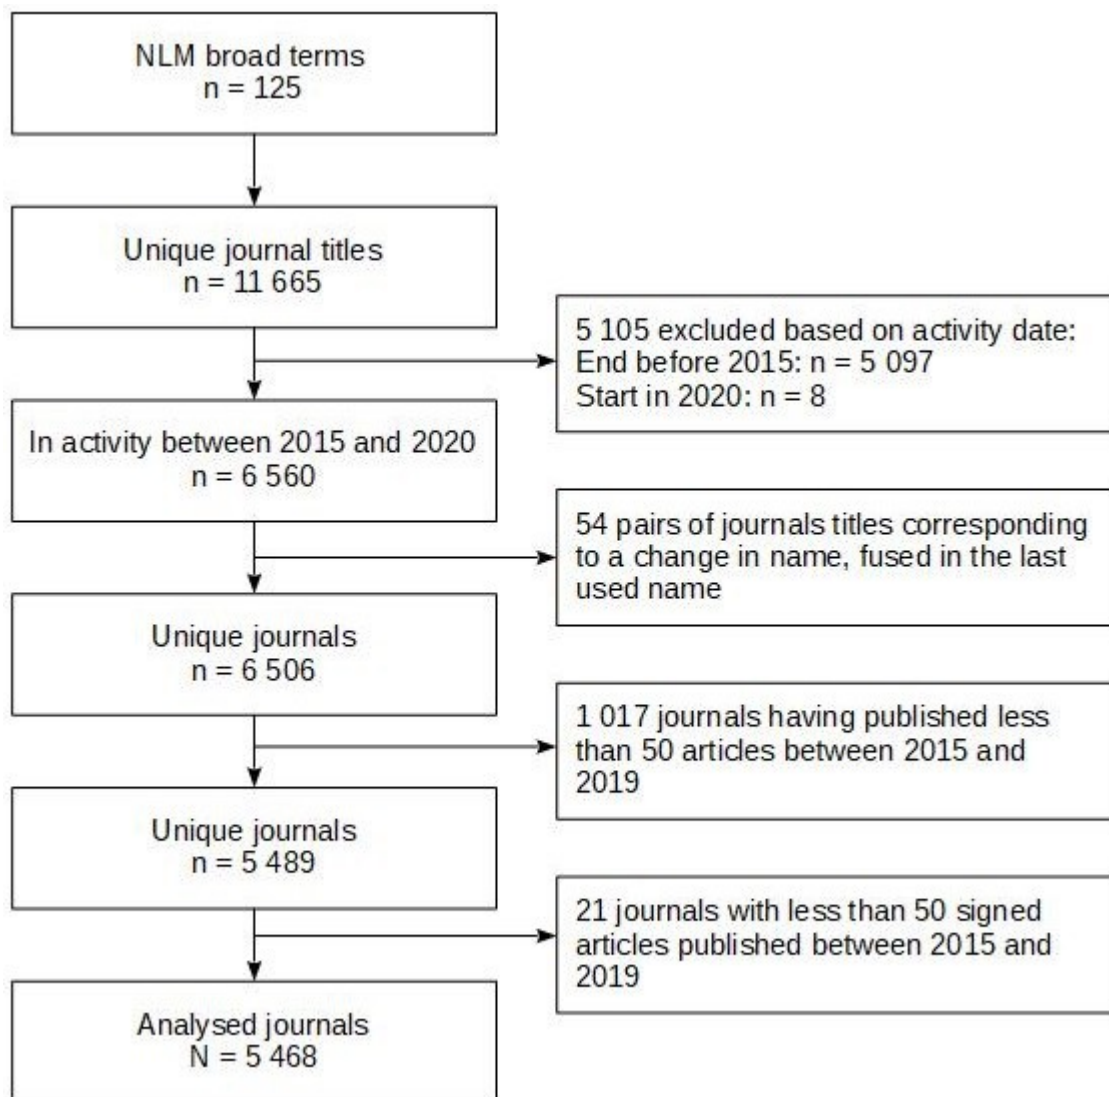 NLM broad terms
n = 125
Unique journal titles
n = 11 665
5 105 excluded based on activity date:
End before 2015: n = 5 097
Start in 2020: n = 8
In activity between 2015 and 2020
n = 6 560
54 pairs of journals titles corresponding
to a change in name, fused in the last
used name
Unique journals
n = 6 506
1 017 journals having published less
than 50 articles between 2015 and
2019
Unique journals
n = 5 489
21 journals with less than 50 signed
articles published between 2015 and
2019
Analysed journals
N = 5 468